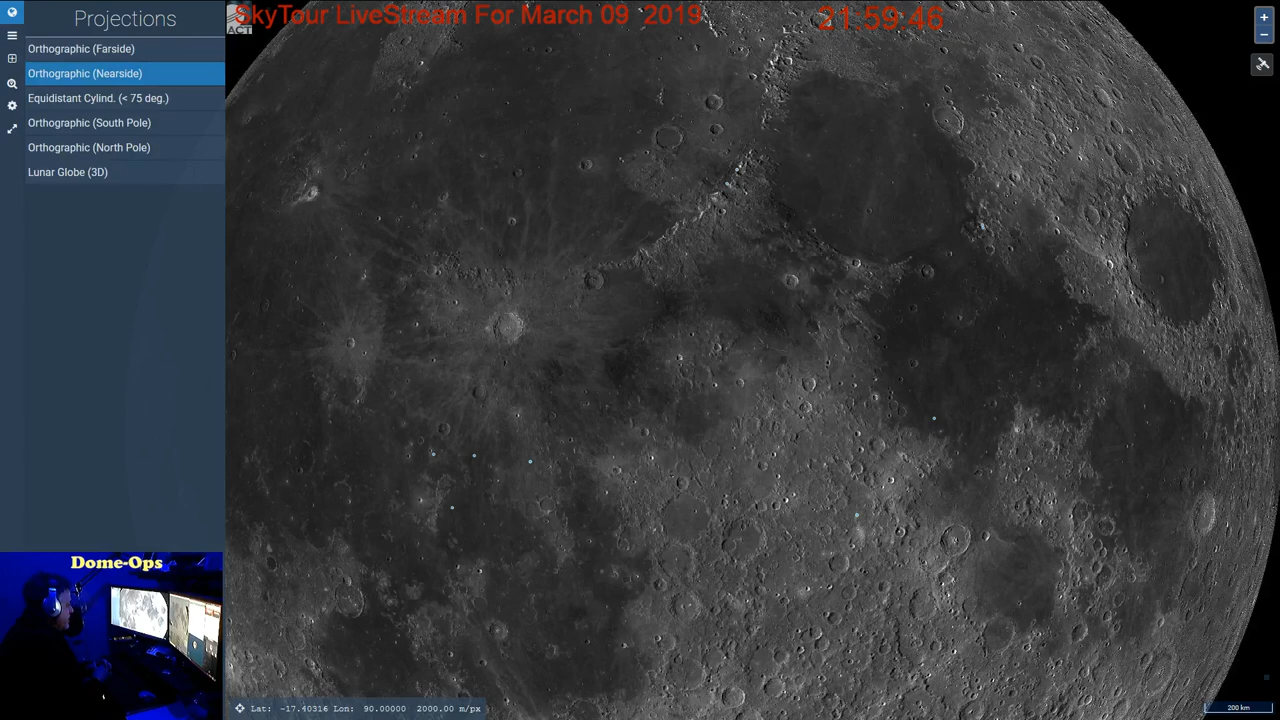 Projections
Orthographic (Farside)
Orthographic (Nearside)
Equidistant Cylind. (< 75 deg.)
Orthographic (South Pole)
Orthographic (North Pole)
Lunar Globe (3D)
SkyTour LiveStream For March 09 2019
21:59:46
ACT
Dome-Ops
Lat: -17.40316 Lon: 90.00000 2000.00 m/px
200 km